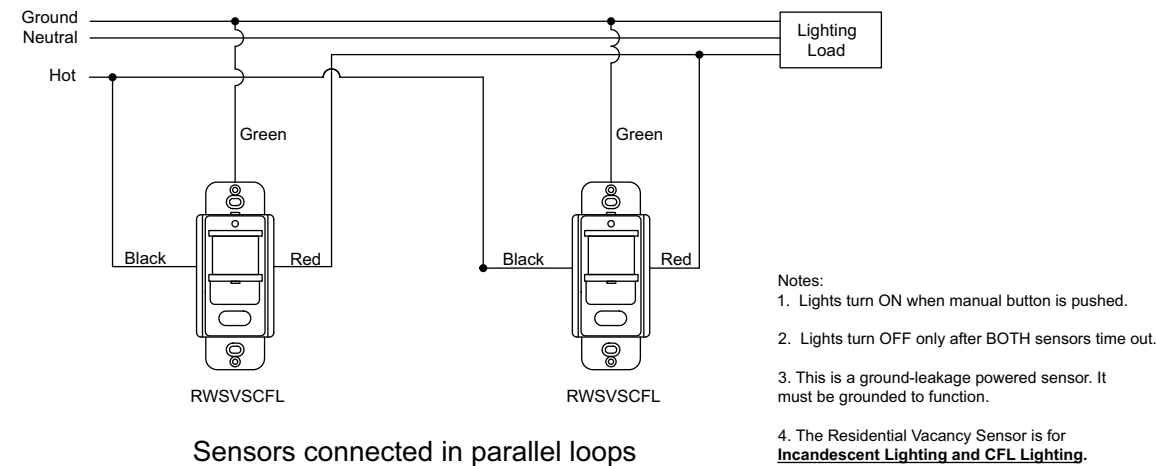 Ground
Neutral
Hot
Lighting
Load
Green
Green
Black
Red
Black
Red
RWSVSCFL
RWSVSCFL
Sensors connected in parallel loops
Notes:
1. Lights turn ON when manual button is pushed.
2. Lights turn OFF only after BOTH sensors time out.
3. This is a ground-leakage powered sensor. It
must be grounded to function.
4. The Residential Vacancy Sensor is for
Incandescent Lighting and CFL Lighting.